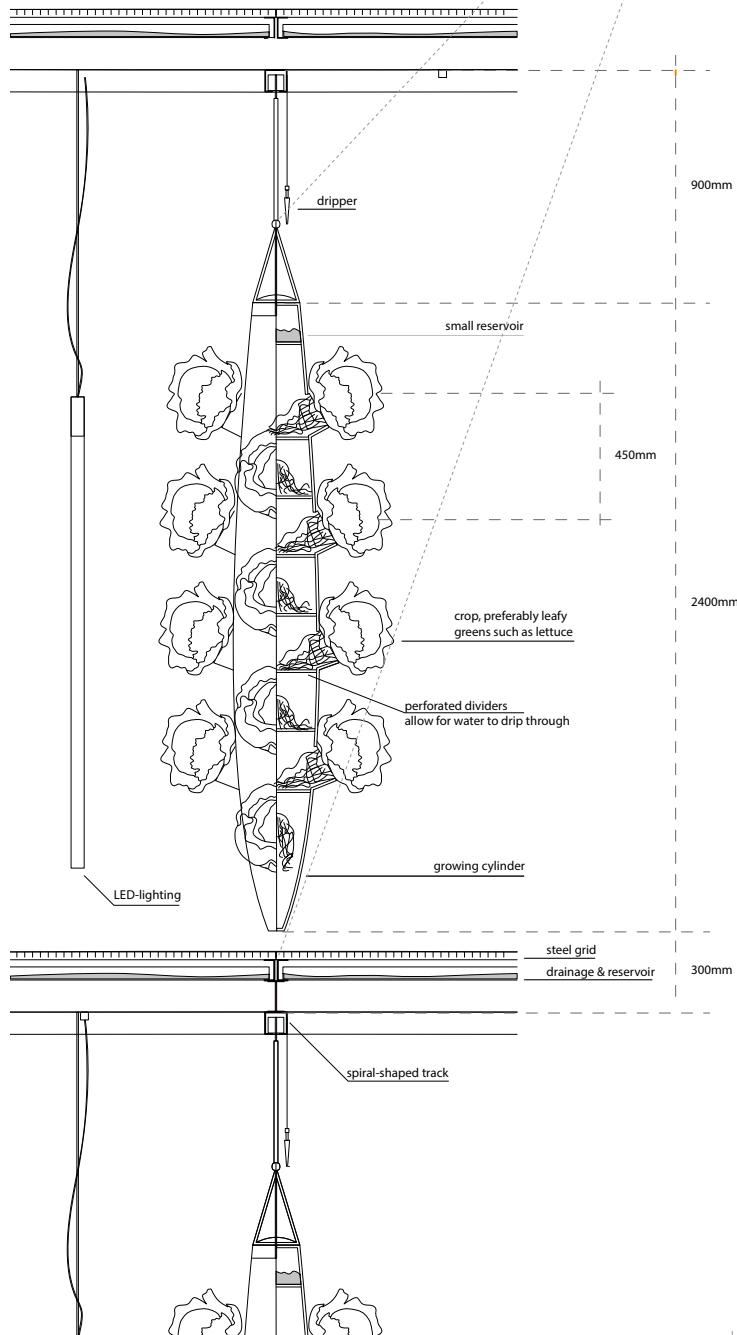 900mm
dripper
small reservoir
450mm
2400mm
crop, preferably leafy
greens such as lettuce
perforated dividers
allow for water to drip through
growing cylinder
LED-lighting
steel grid
drainage & reservoir
300mm
spiral-shaped track